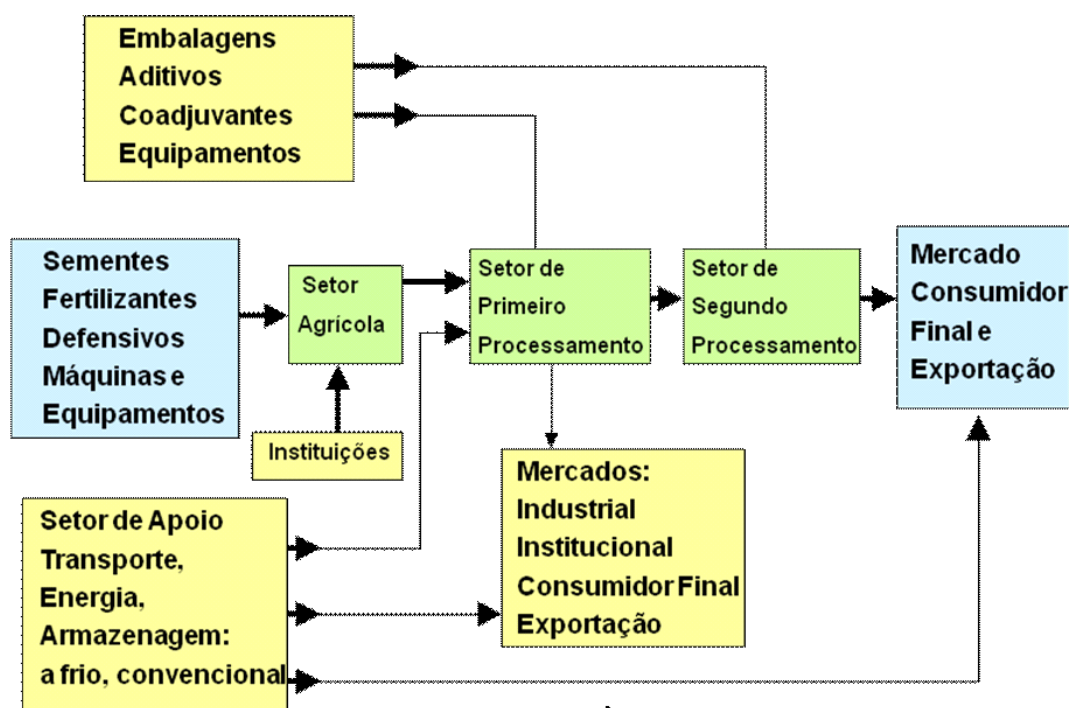 Embalagens
Aditivos
Coadjuvantes
Equipamentos
Sementes
Fertilizantes
Defensivos
Máquinas e
Equipamentos
Setor
Agrícola
Setor de
Primeiro
Processamento
Setor de
Segundo
Processamento
Mercado
Consumidor
Final e
Exportação
Instituições
Setor de Apoio
Transporte,
Energia,
Armazenagem:
a frio, convencional
Mercados:
Industrial
Institucional
Consumidor Final
Exportação